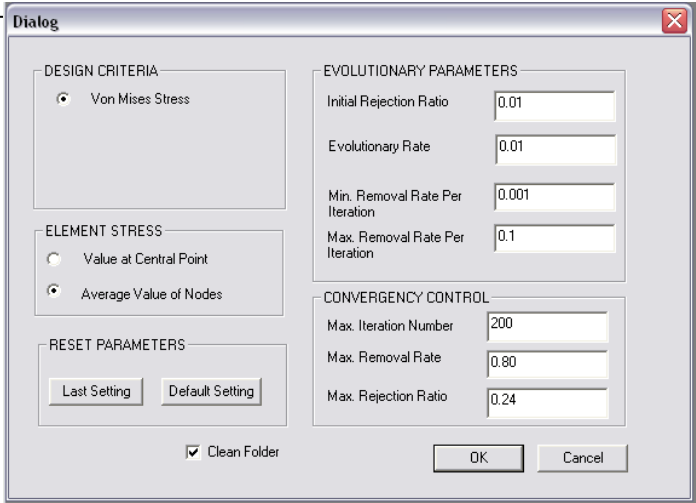 Dialog
DESIGN CRITERIA
Von Mises Stress
ELEMENT STRESS
Value at Central Point
Average Value of Nodes
RESET PARAMETERS
Last Setting
Default Setting
Clean Folder
EVOLUTIONARY PARAMETERS
Initial Rejection Ratio 0.01
Evolutionary Rate 0.01
Min. Removal Rate Per 0.001
Iteration
Max. Removal Rate Per 0.1
Iteration
CONVERGENCY CONTROL
Max. Iteration Number 200
Max. Removal Rate 0.80
Max. Rejection Ratio 0.24
OK
Cancel